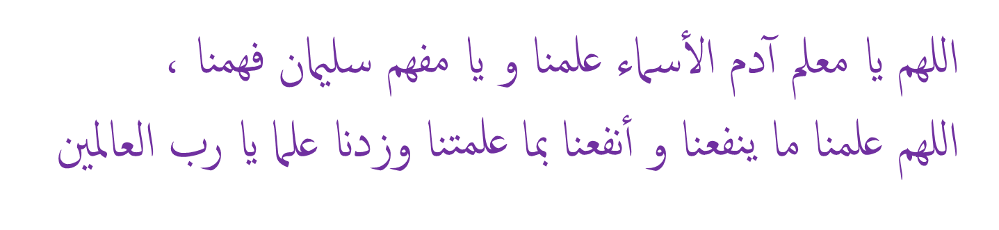 اللهم يا معلم آدم الأسماء علمنا و يا مفهم سليمان فهمنا ،
اللهم علمنا ما ينفعنا و أنفعنا بما علمتنا وزدنا علما يا رب العالمين